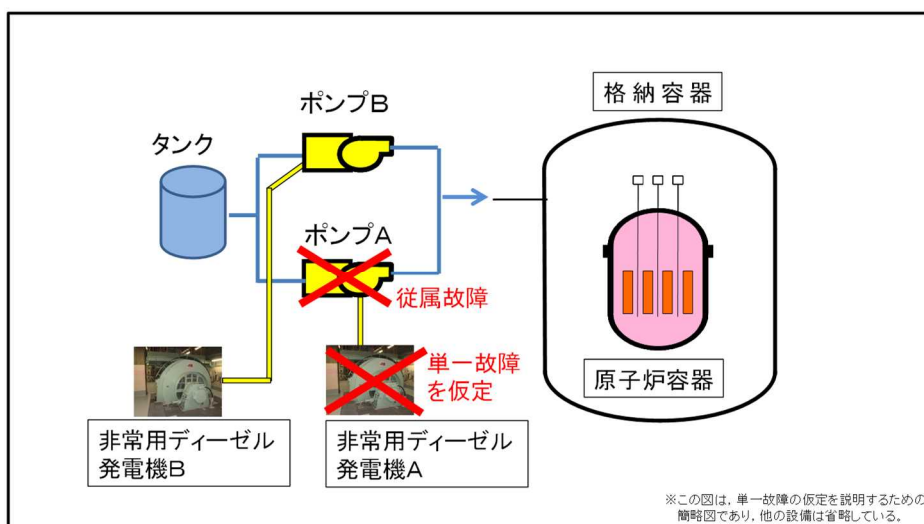 格納容器
ポンプB
タンク
ポンプA
従属故障
単一故障
を仮定
原子炉容器
非常用ディーゼル
発電機B
非常用ディーゼル
発電機A
※この図は，単一故障の仮定を説明するための
簡略図であり，他の設備は省略している。